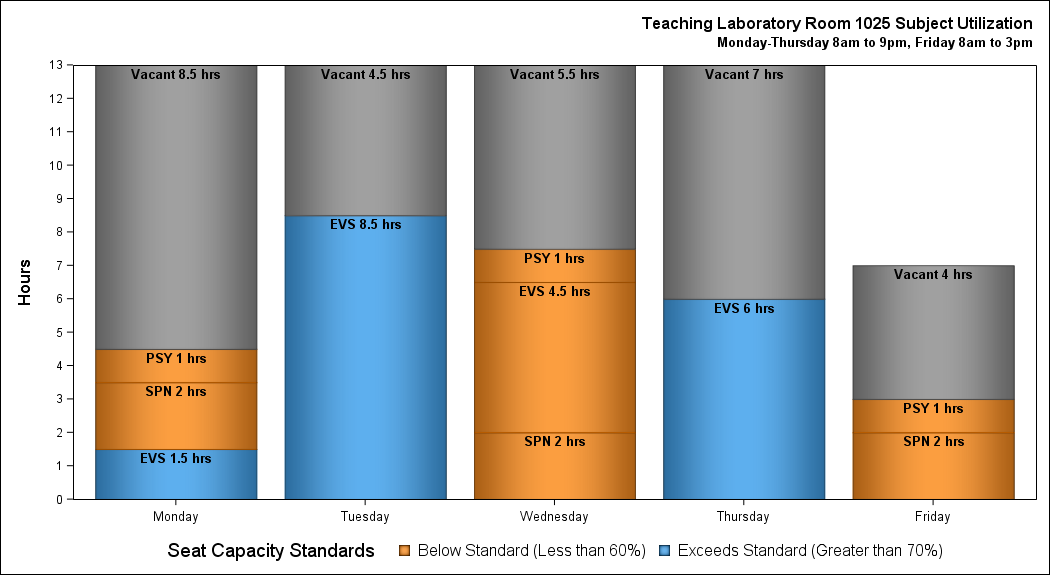 Teaching Laboratory Room 1025 Subject Utilization
Monday-Thursday 8am to 9pm, Friday 8am to 3pm
Hours
13
12
11
10
9
8
7
6
5
4
3
2
1
0
Vacant 8.5 hrs
PSY 1 hrs
SPN 2 hrs
EVS 1.5 hrs
Vacant 4.5 hrs
EVS 8.5 hrs
Vacant 5.5 hrs
PSY 1 hrs
EVS 4.5 hrs
SPN 2 hrs
Vacant 7 hrs
EVS 6 hrs
Vacant 4 hrs
PSY 1 hrs
SPN 2 hrs
Monday Tuesday Wednesday Thursday Friday
Seat Capacity Standards Below Standard (Less than 60%) Exceeds Standard (Greater than 70%)